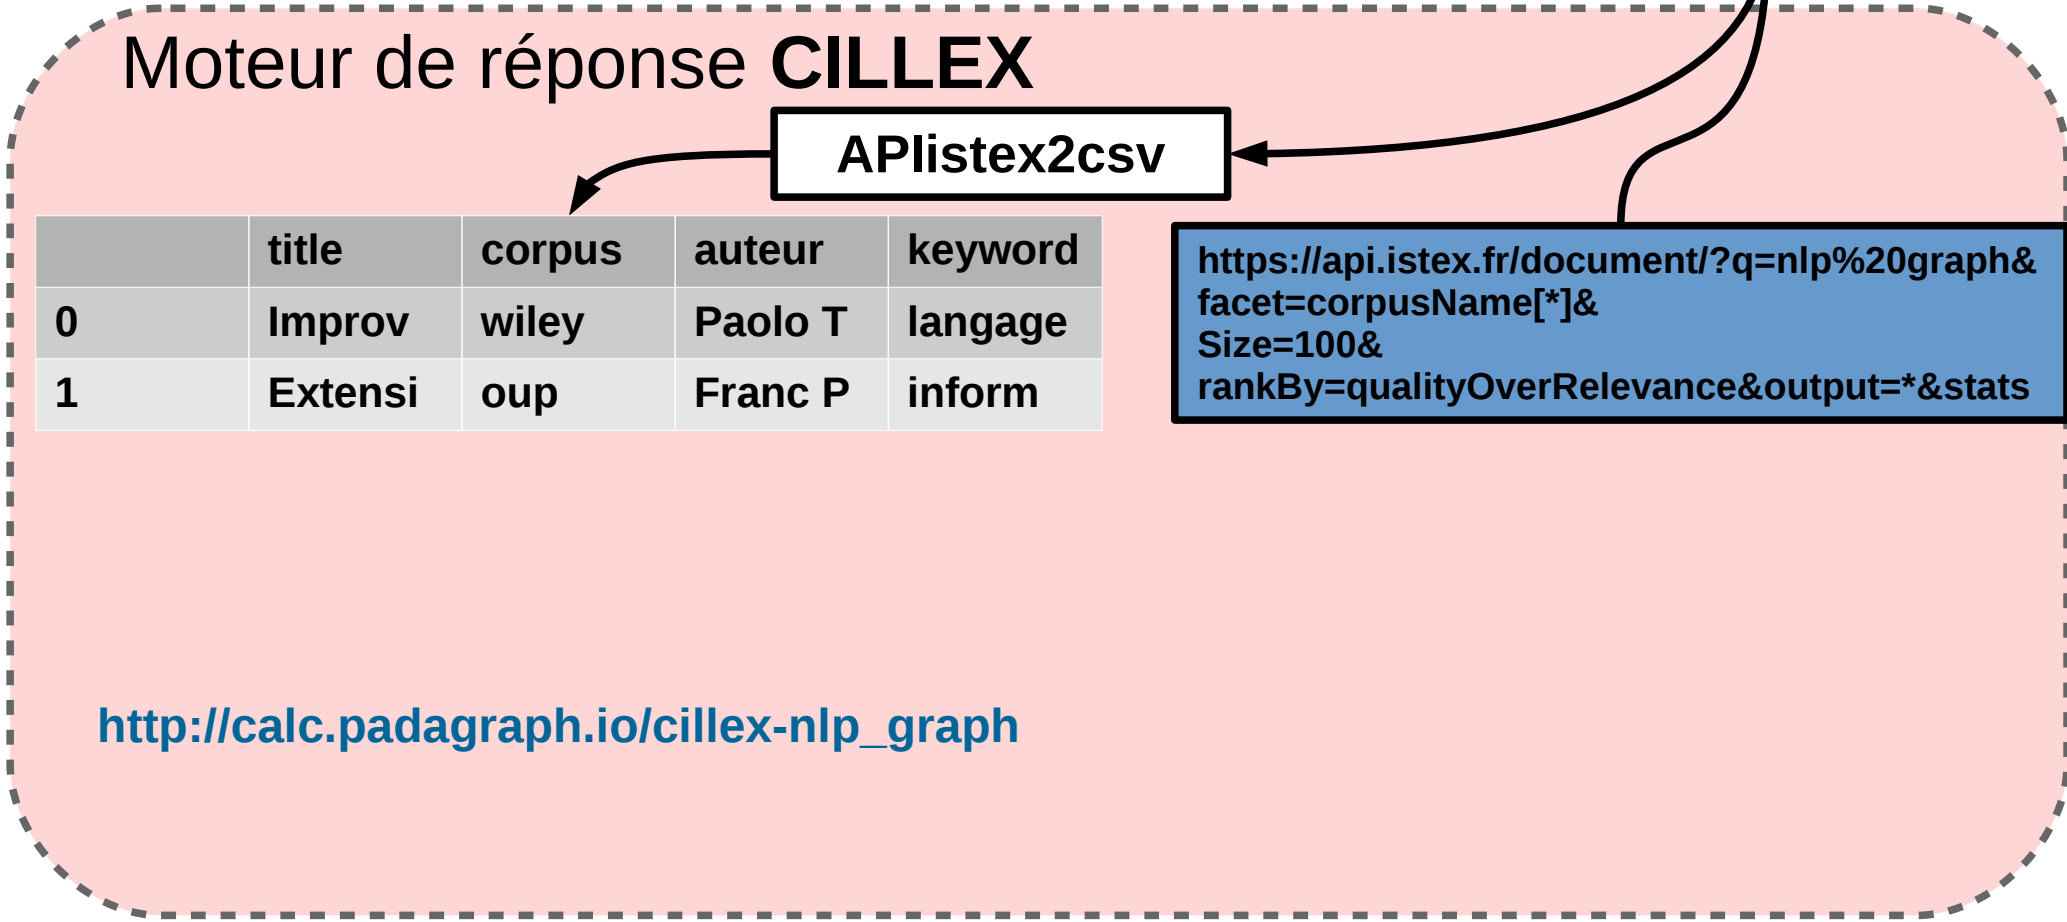 Moteur de réponse CILLEX
APIistex2csv
title corpus auteur keyword
0 Improv wiley Paolo T langage
1 Extensi oup Franc P inform
https://api.istex.fr/document/?q=nlp%20graph&
facet=corpusName[*]&
Size=100&
rankBy=qualityOverRelevance&output=*&stats
http://calc.padagraph.io/cillex-nlp_graph